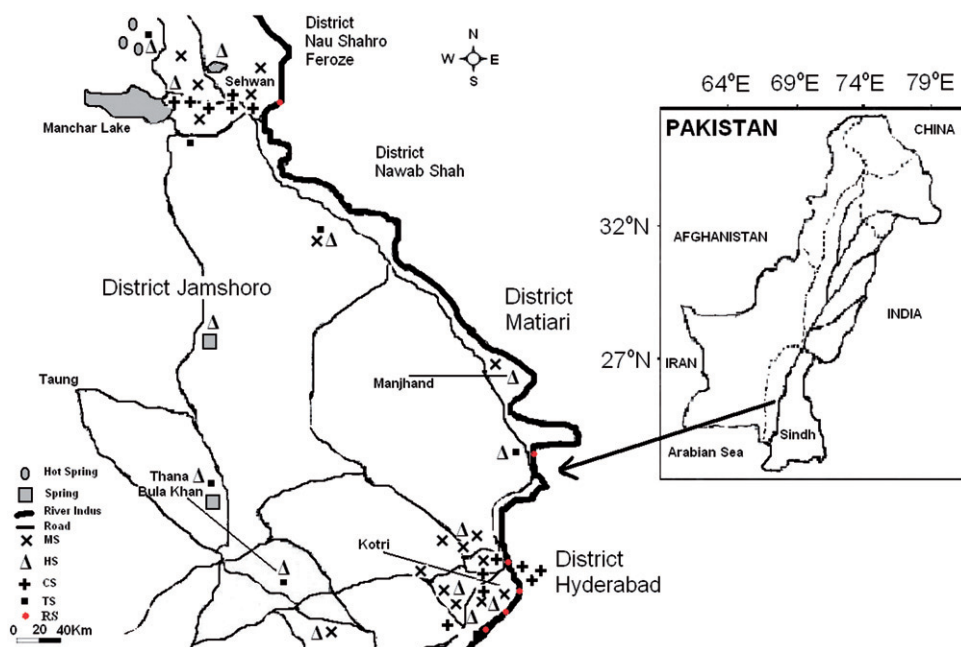 District
Nau Shahro
Feroze
N
W E
S
Sehwan
Manchar Lake
District
Nawab Shah
District Jamshoro
District
Matiari
Manjhand
Taung
Thana
Bula Khan
Kotri
District
Hyderabad
Hot Spring
Spring
River Indus
Road
MS
HS
CS
TS
RS
0 20 40Km
64°E 69°E 74°E 79°E
PAKISTAN
CHINA
32°N
AFGHANISTAN
INDIA
27°N
IRAN
Sindh
Arabian Sea